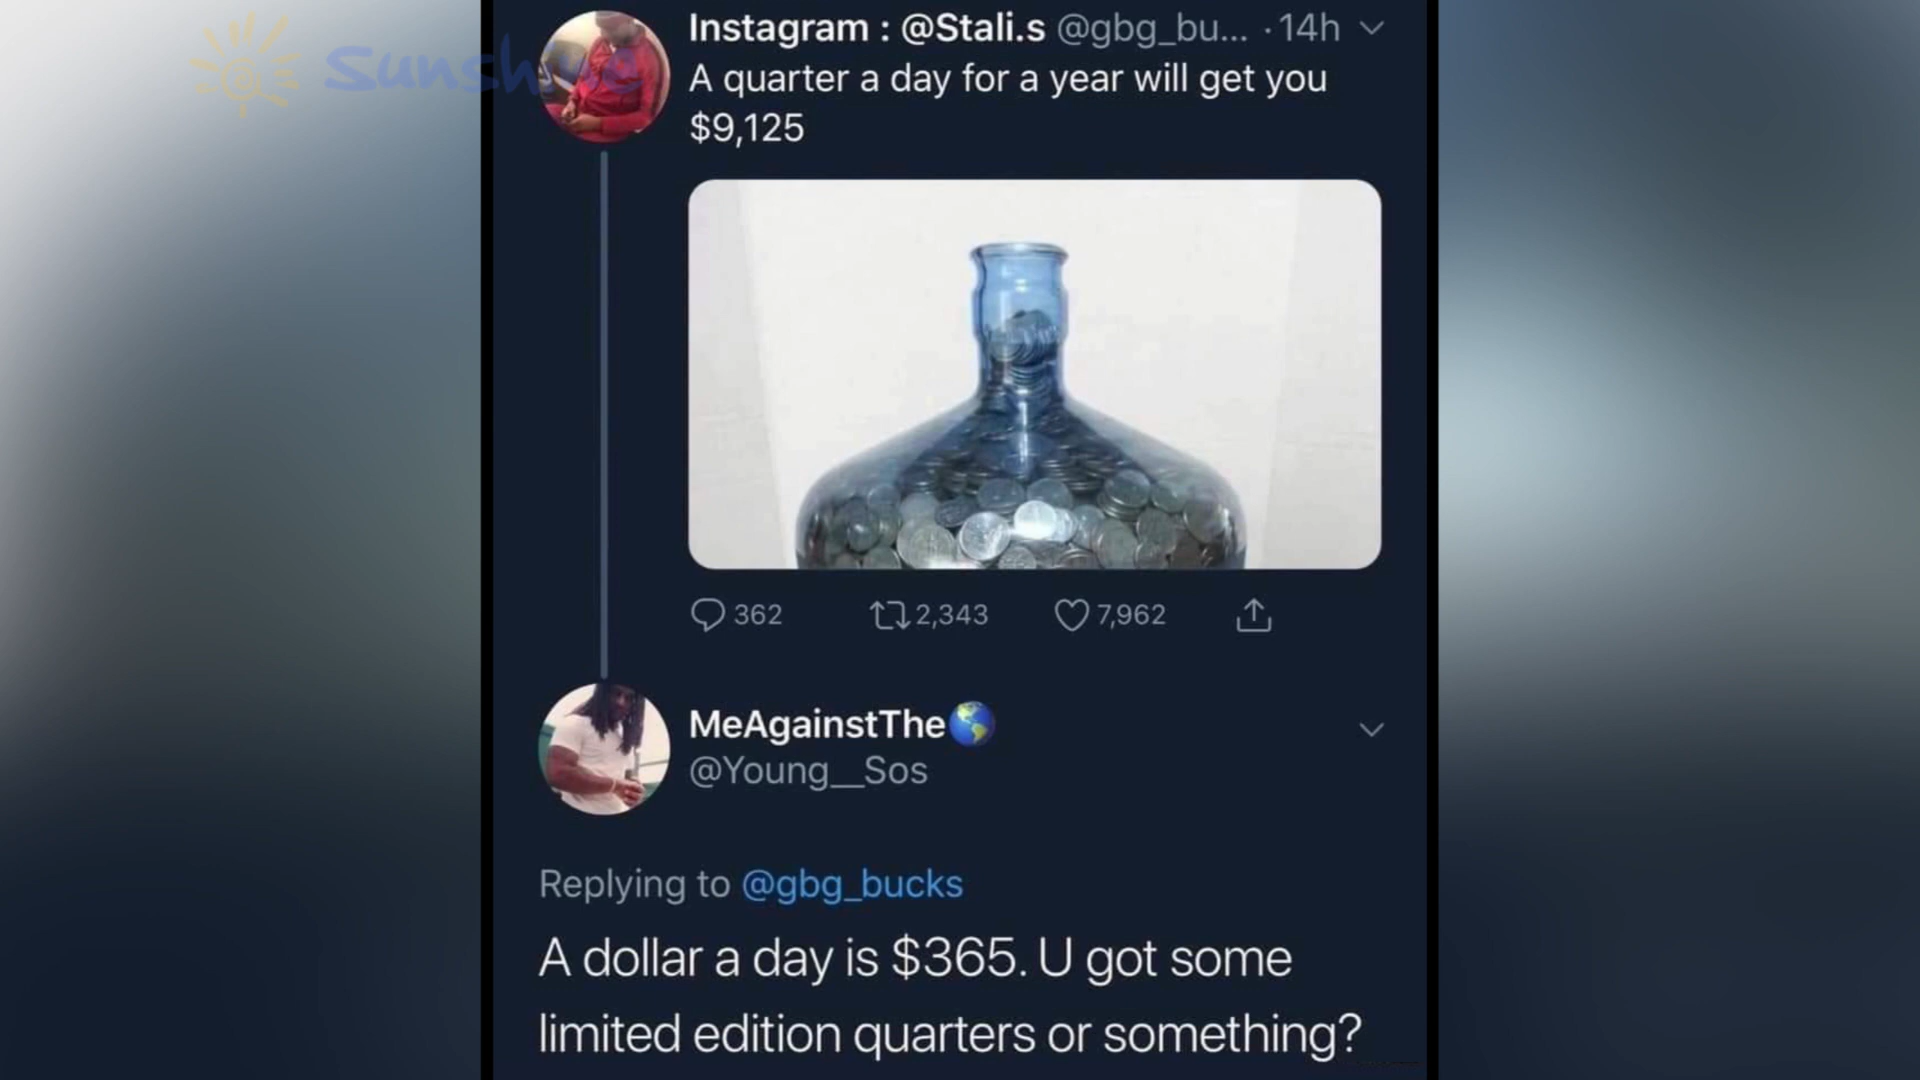 Sunshine
Instagram : @Stali.s @gbg_bu... · 14h
A quarter a day for a year will get you
$9,125
362 2,343 7,962
MeAgainstThe🌎
@Young__Sos
Replying to @gbg_bucks
A dollar a day is $365. U got some
limited edition quarters or something?